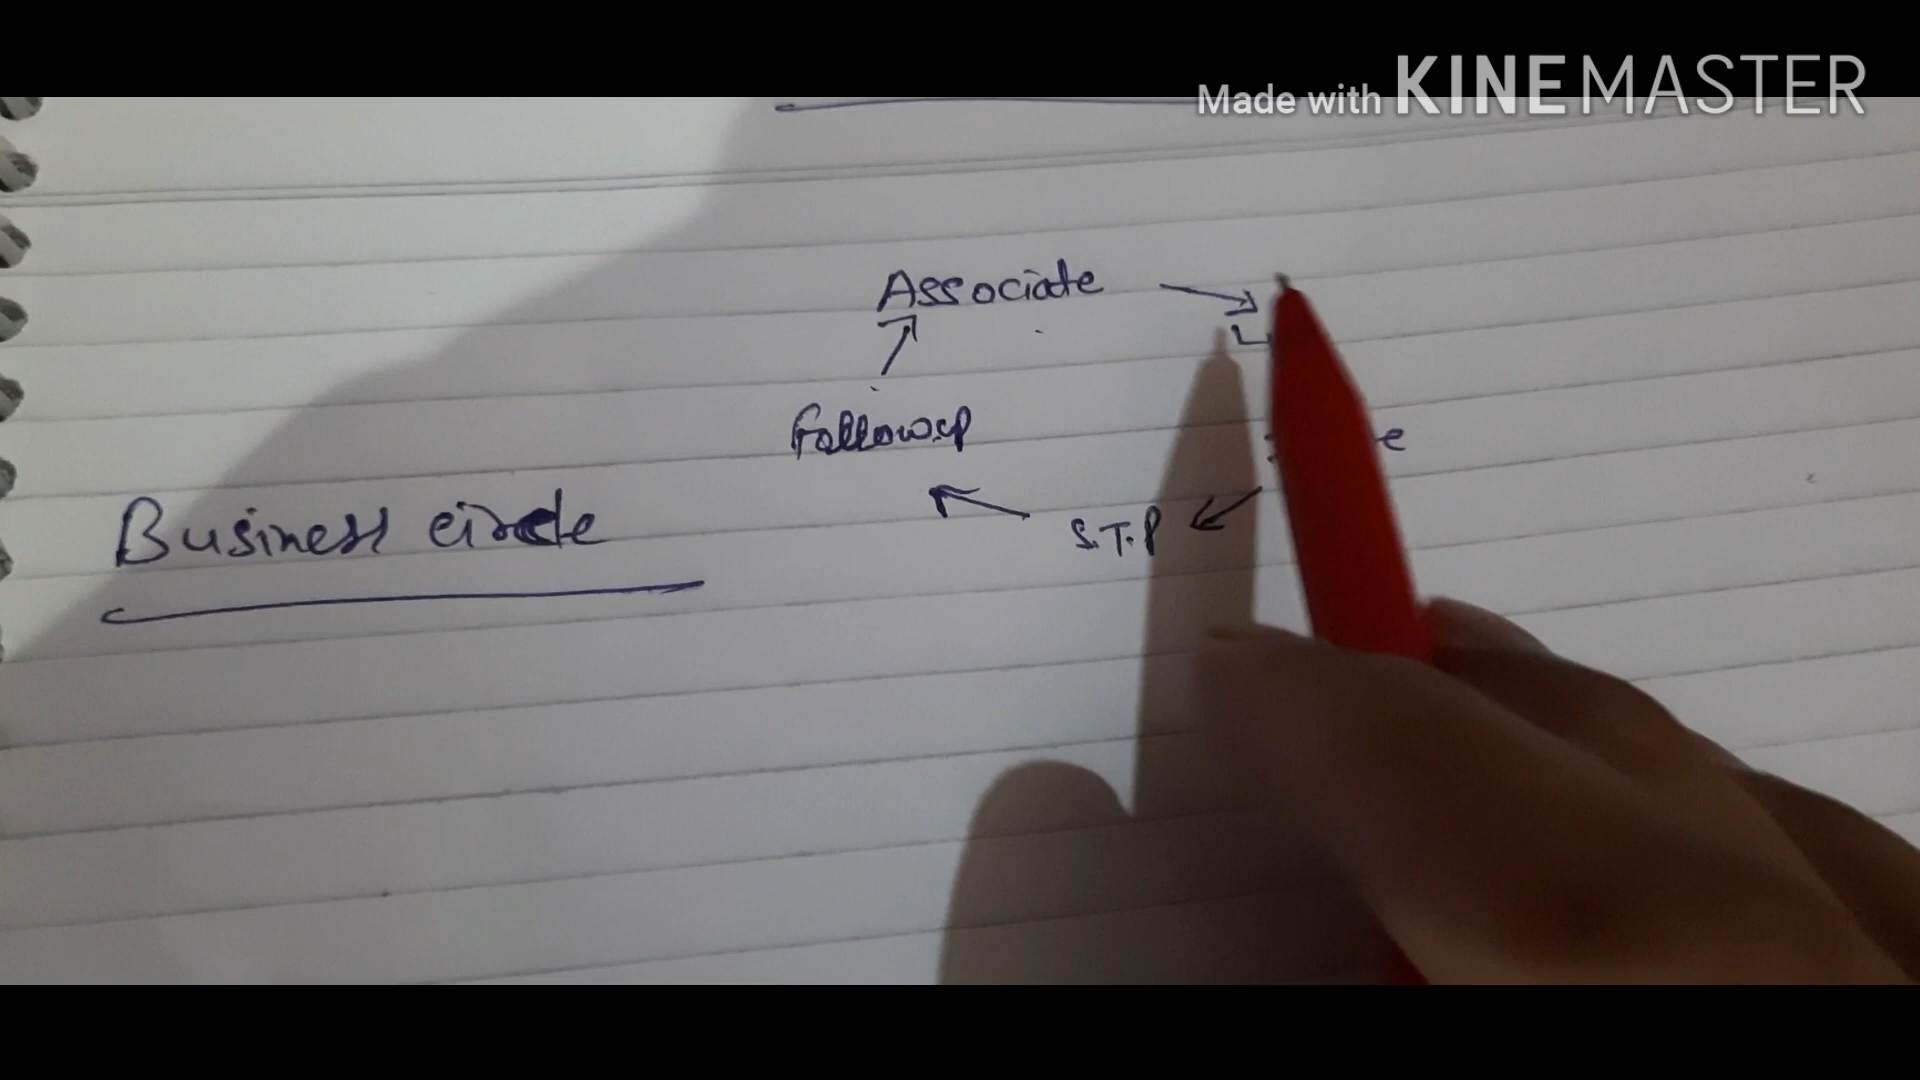 Made with KINEMASTER
Associate
Followup
S.T.P
Business circle